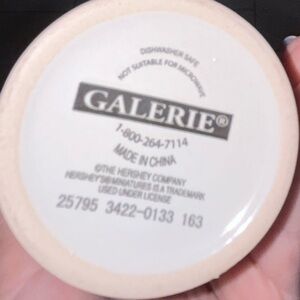 DISHWASHER SAFE
NOT SUITABLE FOR MICROWAVE
GALERIE®
1-800-264-7114
MADE IN CHINA
©THE HERSHEY COMPANY
HERSHEY'S® MINIATURES IS A TRADEMARK
USED UNDER LICENSE
25795 3422-0133 163